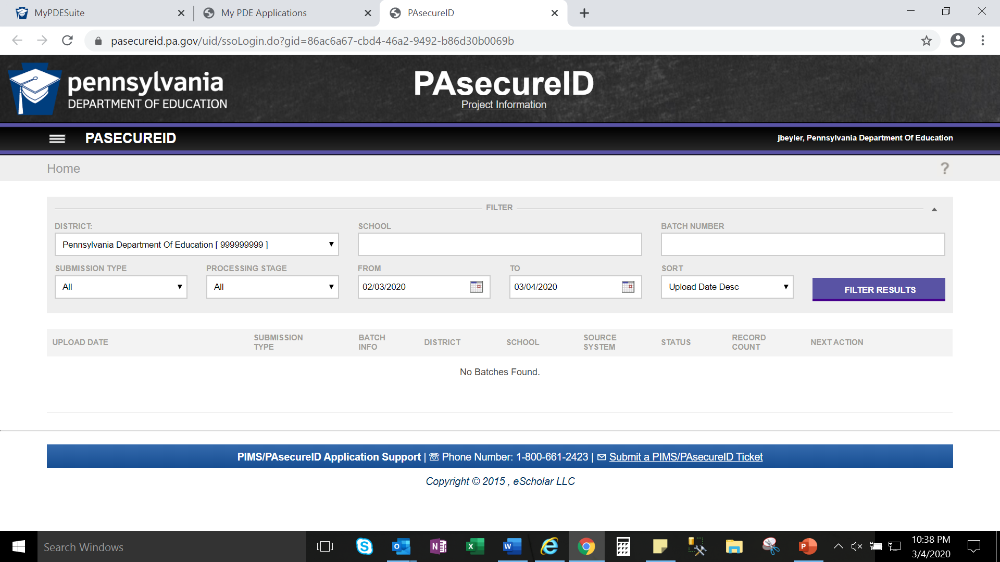 MyPDESuite
My PDE Applications
PAsecureID
pasecureid.pa.gov/uid/ssoLogin.do?gid=86ac6a67-cbd4-46a2-9492-b86d30b0069b
pennsylvania
DEPARTMENT OF EDUCATION
PAsecureID
Project Information
PASECUREID
jbeyler, Pennsylvania Department Of Education
Home
?
FILTER
DISTRICT:
SCHOOL
BATCH NUMBER
Pennsylvania Department Of Education [ 999999999 ]
SUBMISSION TYPE
PROCESSING STAGE
FROM
TO
SORT
All
All
02/03/2020
03/04/2020
Upload Date Desc
FILTER RESULTS
UPLOAD DATE
SUBMISSION TYPE
BATCH INFO
DISTRICT
SCHOOL
SOURCE SYSTEM
STATUS
RECORD COUNT
NEXT ACTION
No Batches Found.
PIMS/PAsecureID Application Support | ☏ Phone Number: 1-800-661-2423 | ✉ Submit a PIMS/PAsecureID Ticket
Copyright © 2015 , eScholar LLC
Search Windows
10:38 PM
3/4/2020